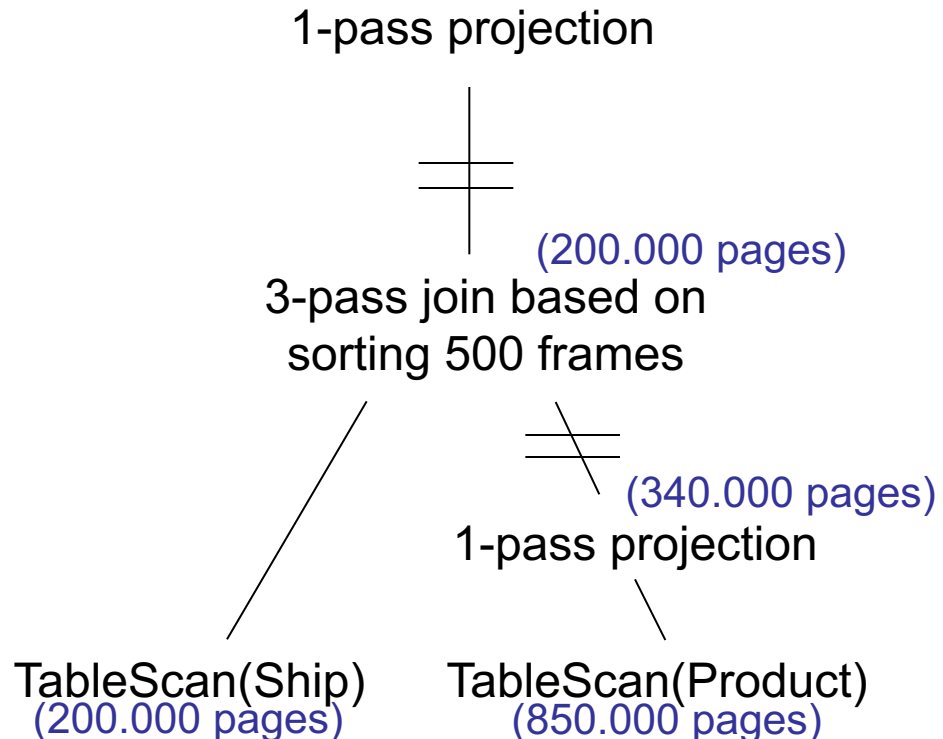 1-pass projection
(200.000 pages)
3-pass join based on
sorting 500 frames
(340.000 pages)
1-pass projection
TableScan(Ship)
(200.000 pages)
TableScan(Product)
(850.000 pages)